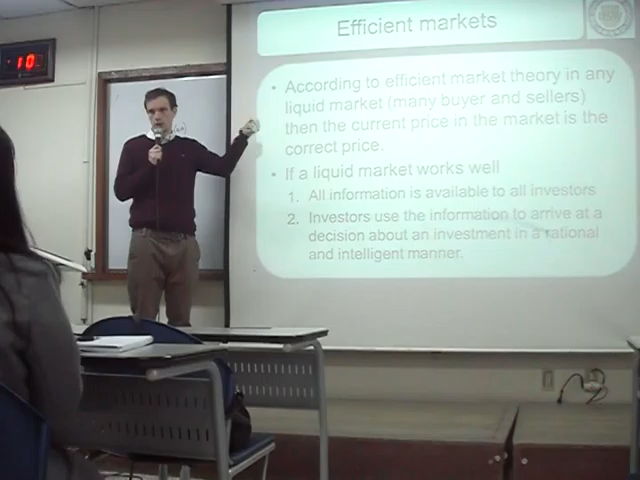 10
Efficient markets
• According to efficient market theory in any
liquid market (many buyer and sellers)
then the current price in the market is the
correct price.
• If a liquid market works well
1. All information is available to all investors
2. Investors use the information to arrive at a
decision about an investment in a rational
and intelligent manner.